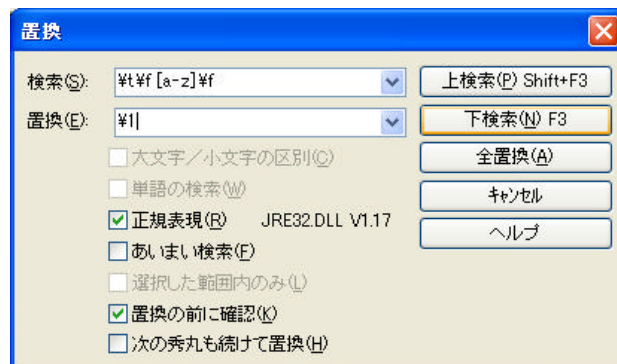 置換
検索(S): ¥t¥f[a-z]¥f
上検索(P) Shift+F3
置換(E): ¥1
下検索(N) F3
大文字／小文字の区別(C)
全置換(A)
単語の検索(W)
キャンセル
正規表現(R) JRE32.DLL V1.17
ヘルプ
あいまい検索(F)
選択した範囲内のみ(L)
置換の前に確認(K)
次の秀丸も続けて置換(H)